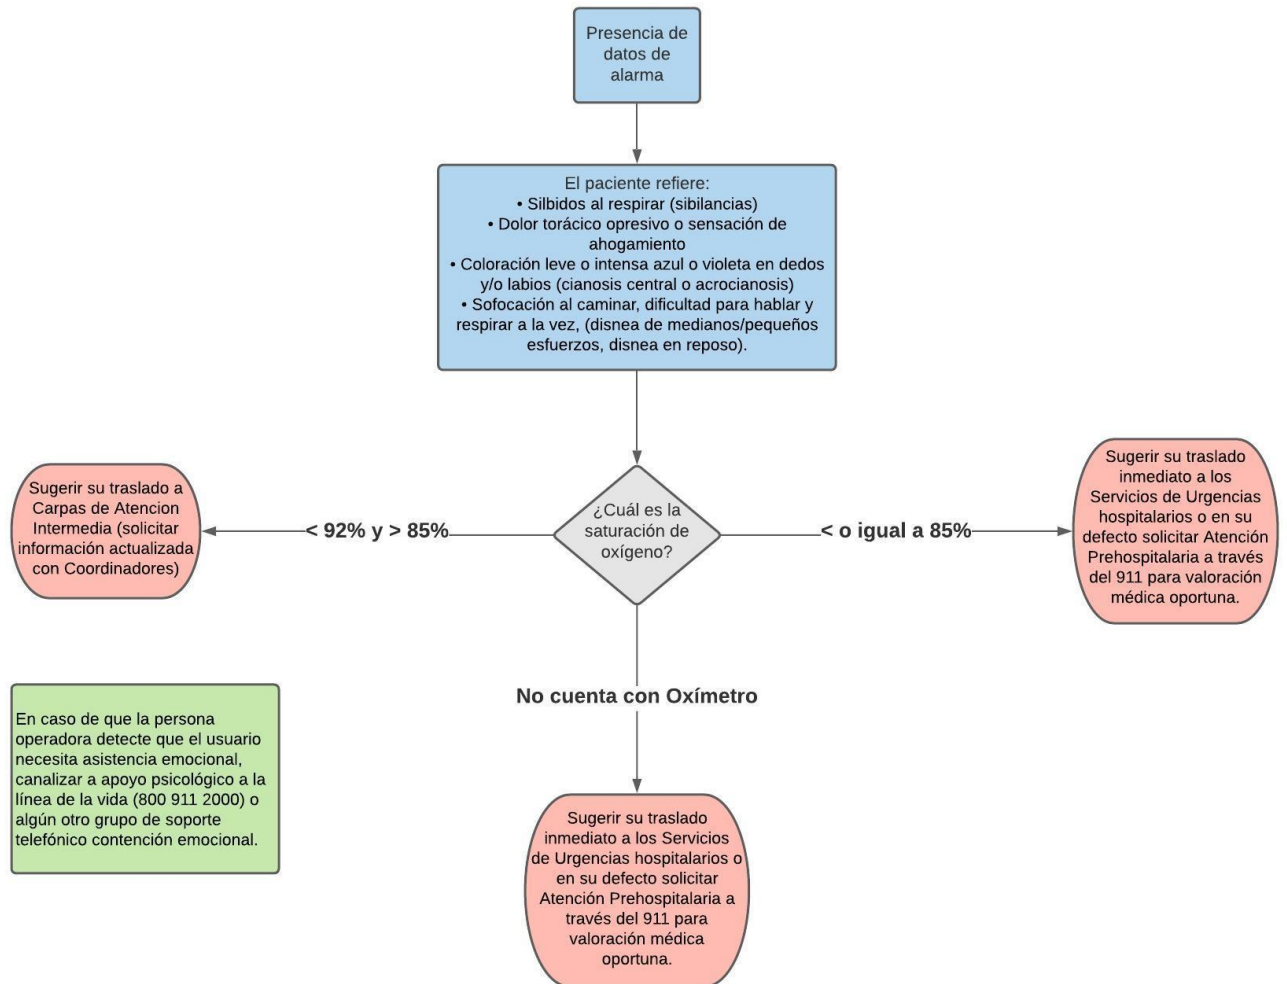 Presencia de
datos de
alarma
El paciente refiere:
• Silbidos al respirar (sibilancias)
• Dolor torácico opresivo o sensación de
ahogamiento
• Coloración leve o intensa azul o violeta en dedos
y/o labios (cianosis central o acrocianosis)
• Sofocación al caminar, dificultad para hablar y
respirar a la vez, (disnea de medianos/pequeños
esfuerzos, disnea en reposo).
¿Cuál es la
saturación de
oxígeno?
< 92% y > 85%
Sugerir su traslado a
Carpas de Atencion
Intermedia (solicitar
información actualizada
con Coordinadores)
< o igual a 85%
Sugerir su traslado
inmediato a los
Servicios de Urgencias
hospitalarios o en su
defecto solicitar Atención
Prehospitalaria a través
del 911 para valoración
médica oportuna.
No cuenta con Oxímetro
Sugerir su traslado
inmediato a los Servicios
de Urgencias hospitalarios o
en su defecto solicitar
Atención Prehospitalaria a
través del 911 para
valoración médica
oportuna.
En caso de que la persona
operadora detecte que el usuario
necesita asistencia emocional,
canalizar a apoyo psicológico a la
línea de la vida (800 911 2000) o
algún otro grupo de soporte
telefónico contención emocional.